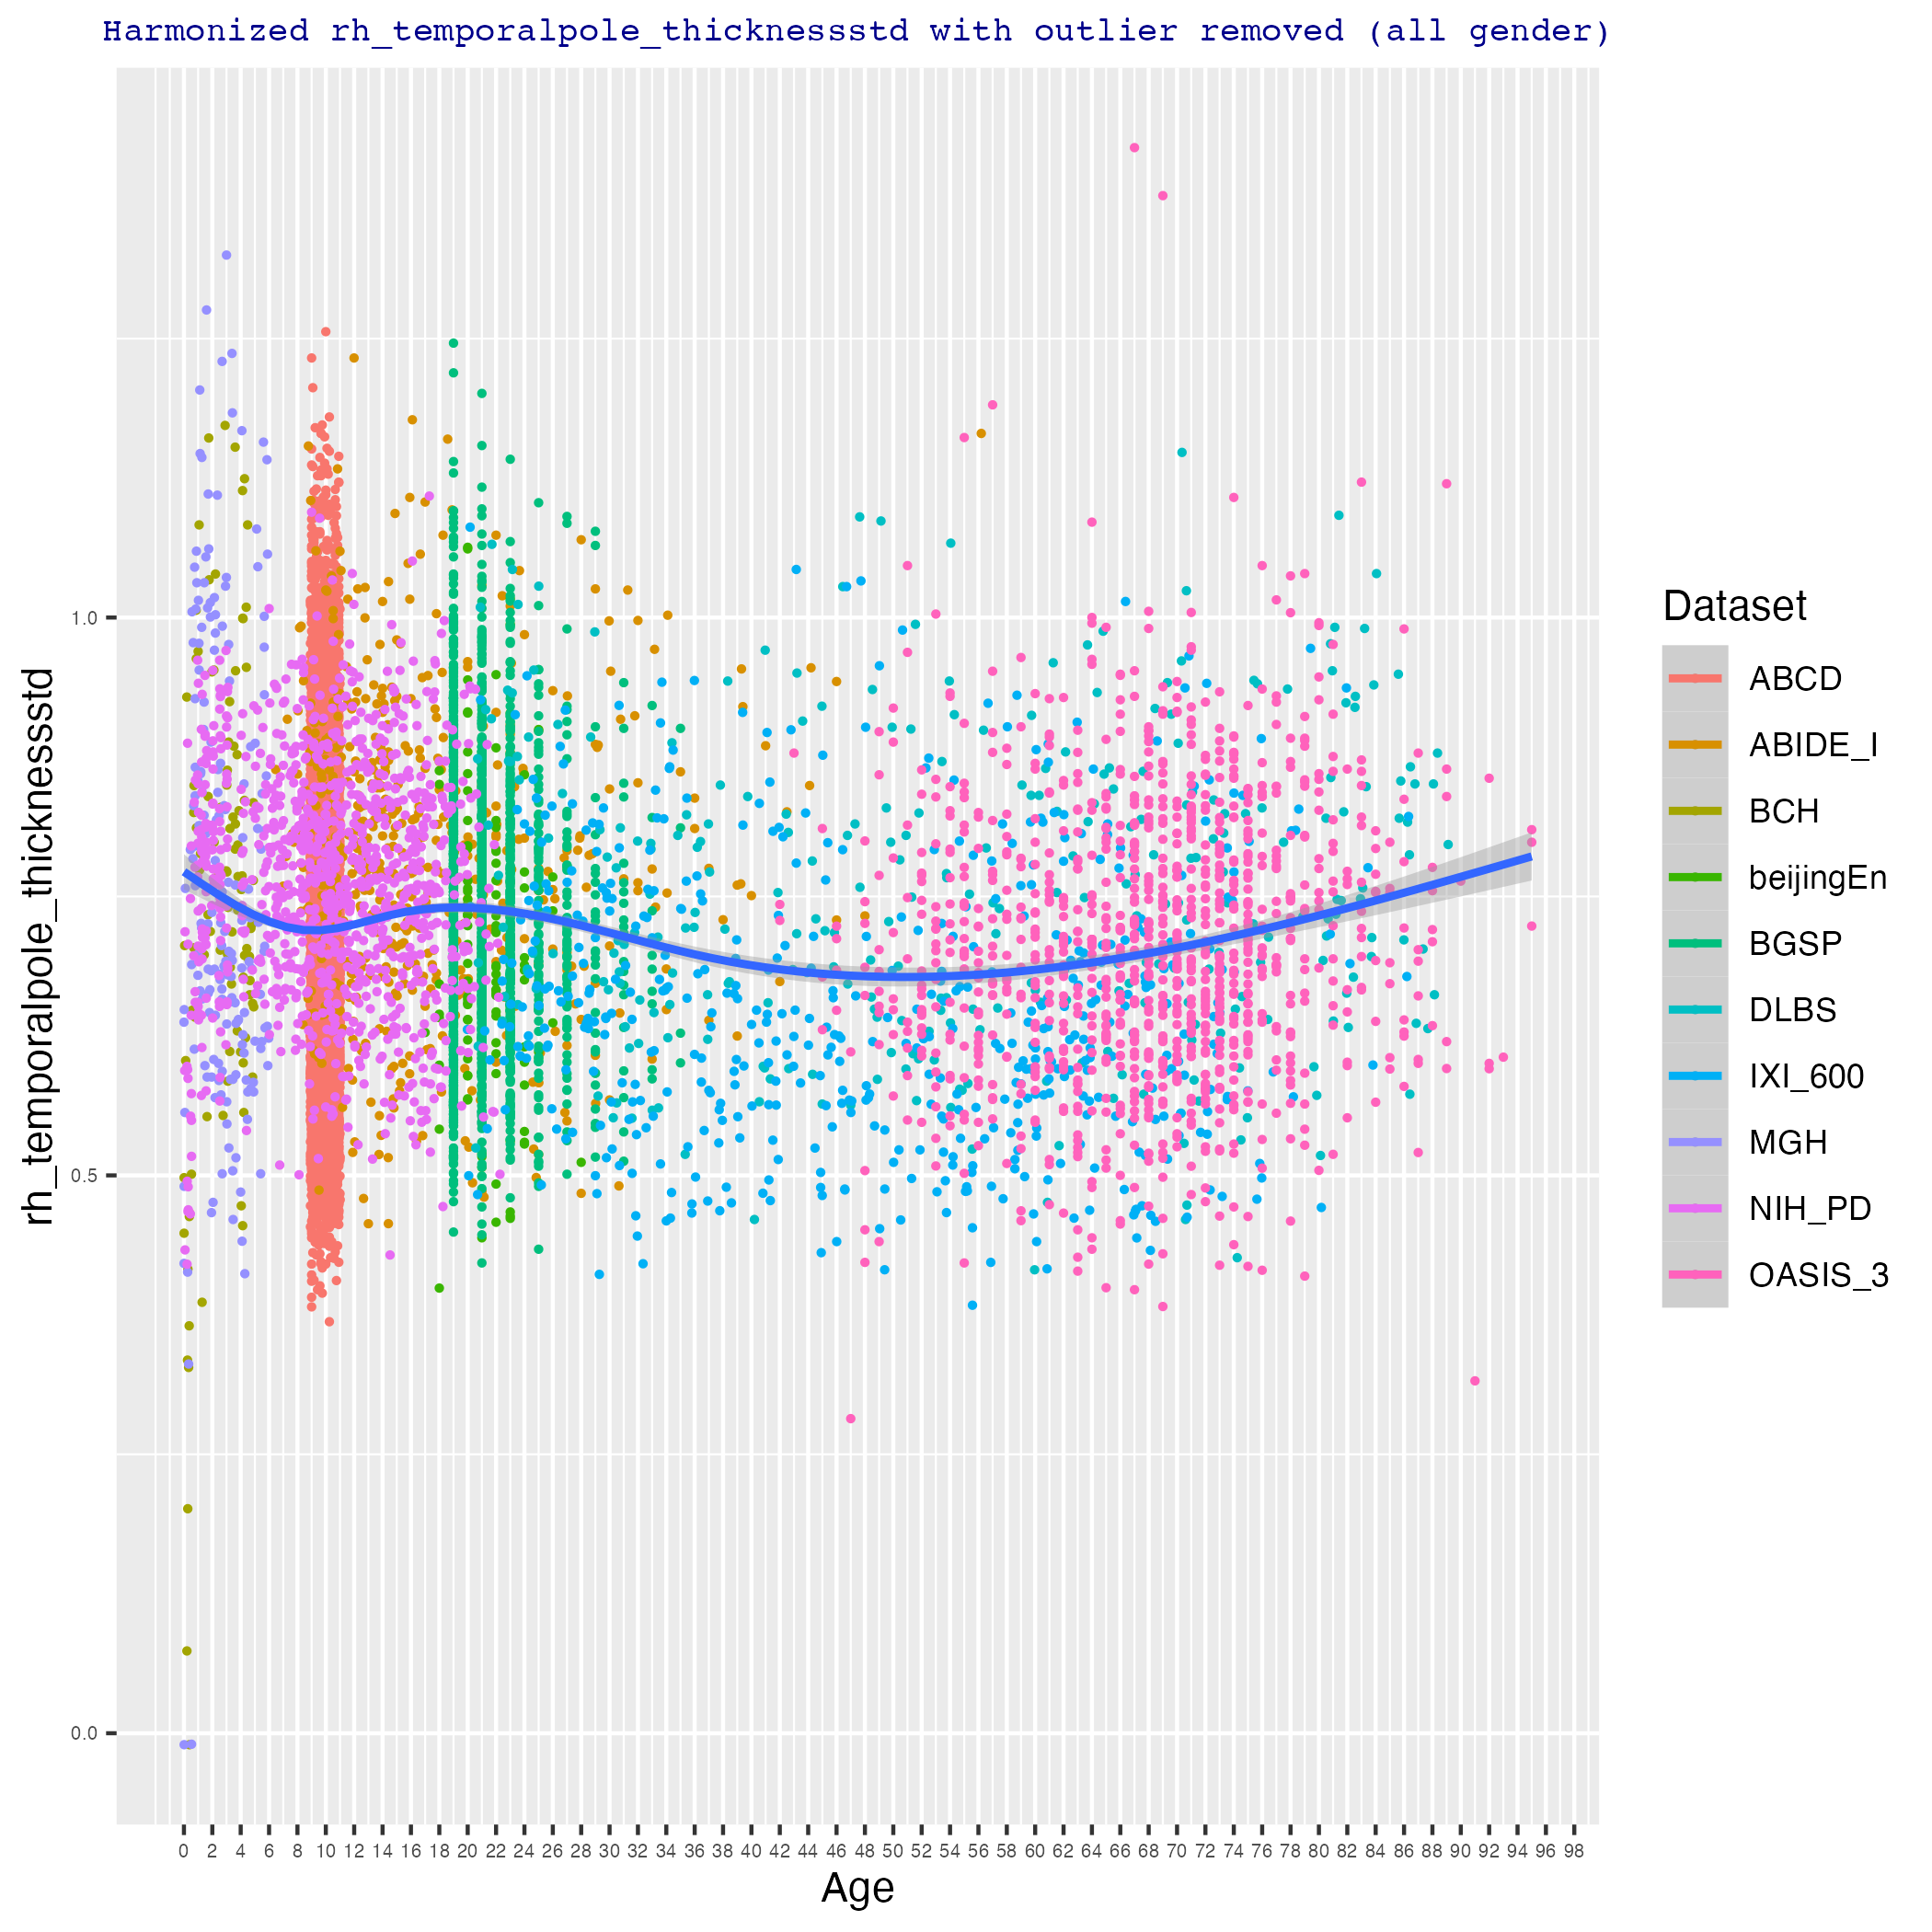 Harmonized rh_temporalpole_thicknessstd with outlier removed (all gender)
rh_temporalpole_thicknessstd
1.0
0.5
0.0
0 2 4 6 8 10 12 14 16 18 20 22 24 26 28 30 32 34 36 38 40 42 44 46 48 50 52 54 56 58 60 62 64 66 68 70 72 74 76 78 80 82 84 86 88 90 92 94 96 98
Age
Dataset
ABCD
ABIDE_I
BCH
beijingEn
BGSP
DLBS
IXI_600
MGH
NIH_PD
OASIS_3